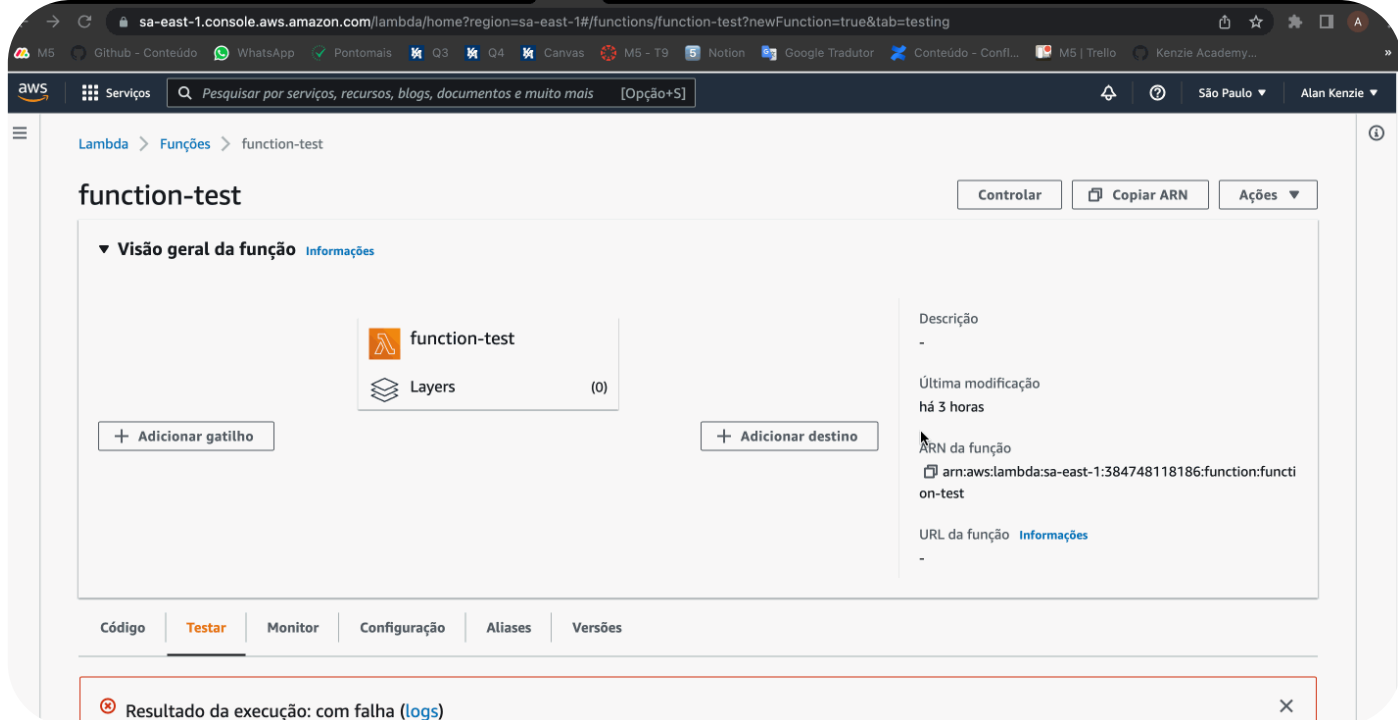 sa-east-1.console.aws.amazon.com/lambda/home?region=sa-east-1#/functions/function-test?newFunction=true&tab=testing
A
M5 Github - Conteúdo WhatsApp Pontomais Q3 Q4 Canvas M5 - T9 5 Notion Google Tradutor Conteúdo - Confl... M5 | Trello Kenzie Academy... »
aws Serviços Pesquisar por serviços, recursos, blogs, documentos e muito mais [Opção+S] São Paulo ▼ Alan Kenzie ▼
Lambda > Funções > function-test
function-test
Controlar Copiar ARN Ações ▼
▼ Visão geral da função Informações
function-test
Layers (0)
+ Adicionar gatilho
+ Adicionar destino
Descrição
-
Última modificação
há 3 horas
ARN da função
arn:aws:lambda:sa-east-1:384748118186:function:functi
on-test
URL da função Informações
-
Código Testar Monitor Configuração Aliases Versões
Resultado da execução: com falha (logs)